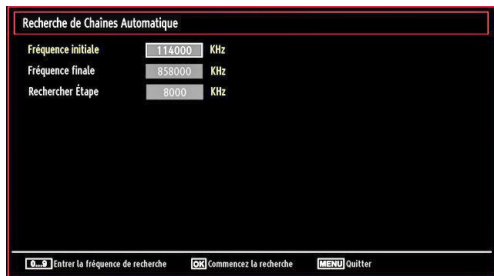 Recherche de Chaînes Automatique
Fréquence initiale 114000 KHz
Fréquence finale 858000 KHz
Rechercher Étape 8000 KHz
0...9 Entrer la fréquence de recherche OK Commencez la recherche MENU Quitter